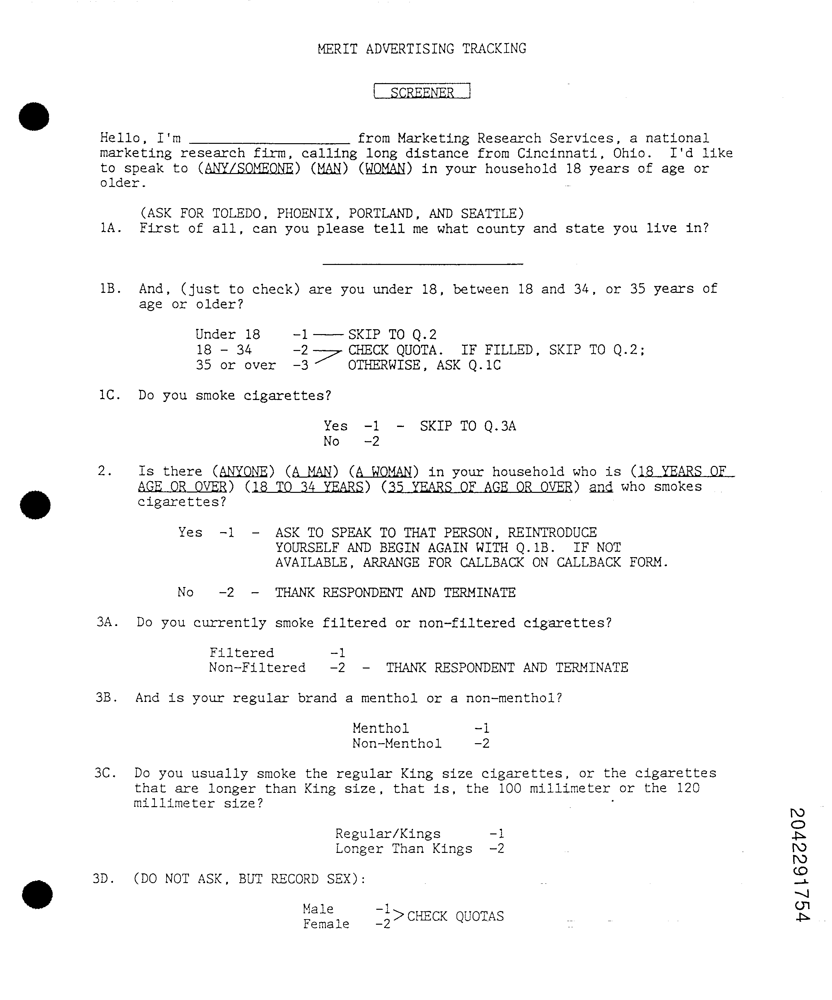 MERIT ADVERTISING TRACKING
SCREENER
Hello, I'm ____________________ from Marketing Research Services, a national
marketing research firm, calling long distance from Cincinnati, Ohio. I'd like
to speak to (ANY/SOMEONE) (MAN) (WOMAN) in your household 18 years of age or
older.
(ASK FOR TOLEDO, PHOENIX, PORTLAND, AND SEATTLE)
1A. First of all, can you please tell me what county and state you live in?
_________________________
1B. And, (just to check) are you under 18, between 18 and 34, or 35 years of
age or older?
Under 18 -1 — SKIP TO Q.2
18 - 34 -2 — CHECK QUOTA. IF FILLED, SKIP TO Q.2;
35 or over -3 OTHERWISE, ASK Q.1C
1C. Do you smoke cigarettes?
Yes -1 - SKIP TO Q.3A
No -2
2. Is there (ANYONE) (A MAN) (A WOMAN) in your household who is (18 YEARS OF
AGE OR OVER) (18 TO 34 YEARS) (35 YEARS OF AGE OR OVER) and who smokes
cigarettes?
Yes -1 - ASK TO SPEAK TO THAT PERSON, REINTRODUCE
YOURSELF AND BEGIN AGAIN WITH Q.1B. IF NOT
AVAILABLE, ARRANGE FOR CALLBACK ON CALLBACK FORM.
No -2 - THANK RESPONDENT AND TERMINATE
3A. Do you currently smoke filtered or non-filtered cigarettes?
Filtered -1
Non-Filtered -2 - THANK RESPONDENT AND TERMINATE
3B. And is your regular brand a menthol or a non-menthol?
Menthol -1
Non-Menthol -2
3C. Do you usually smoke the regular King size cigarettes, or the cigarettes
that are longer than King size, that is, the 100 millimeter or the 120
millimeter size?
Regular/Kings -1
Longer Than Kings -2
3D. (DO NOT ASK, BUT RECORD SEX):
Male -1> CHECK QUOTAS
Female -2
2042291754